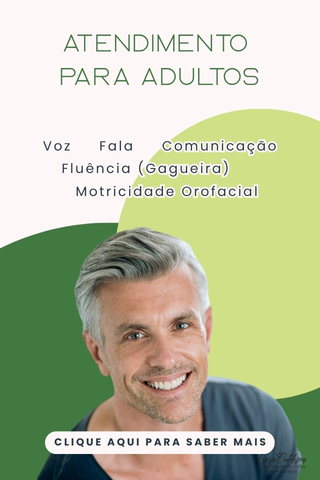 ATENDIMENTO
PARA ADULTOS
Voz Fala Comunicação
Fluência (Gagueira)
Motricidade Orofacial
CLIQUE AQUI PARA SABER MAIS